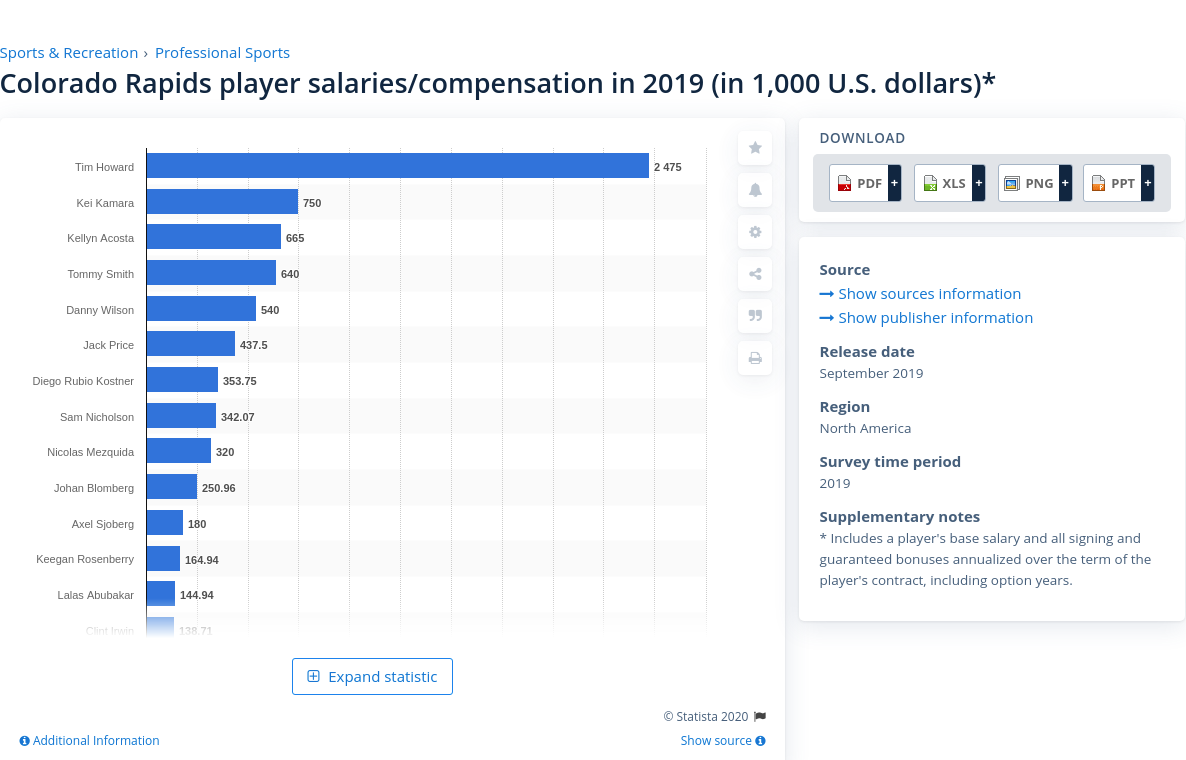 Sports & Recreation › Professional Sports
Colorado Rapids player salaries/compensation in 2019 (in 1,000 U.S. dollars)*
Tim Howard 2 475
Kei Kamara 750
Kellyn Acosta 665
Tommy Smith 640
Danny Wilson 540
Jack Price 437.5
Diego Rubio Kostner 353.75
Sam Nicholson 342.07
Nicolas Mezquida 320
Johan Blomberg 250.96
Axel Sjoberg 180
Keegan Rosenberry 164.94
Lalas Abubakar 144.94
Clint Irwin 138.71
Expand statistic
© Statista 2020
Additional Information
Show source
DOWNLOAD
PDF + XLS + PNG + PPT +
Source
Show sources information
Show publisher information
Release date
September 2019
Region
North America
Survey time period
2019
Supplementary notes
* Includes a player's base salary and all signing and
guaranteed bonuses annualized over the term of the
player's contract, including option years.